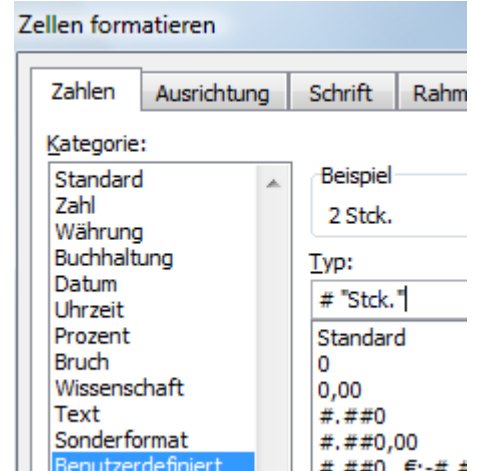 Zellen formatieren
Zahlen Ausrichtung Schrift Rahm
Kategorie:
Standard
Zahl
Währung
Buchhaltung
Datum
Uhrzeit
Prozent
Bruch
Wissenschaft
Text
Sonderformat
Benutzerdefiniert
Beispiel
2 Stck.
Typ:
# "Stck."
Standard
0
0,00
#.##0
#.##0,00